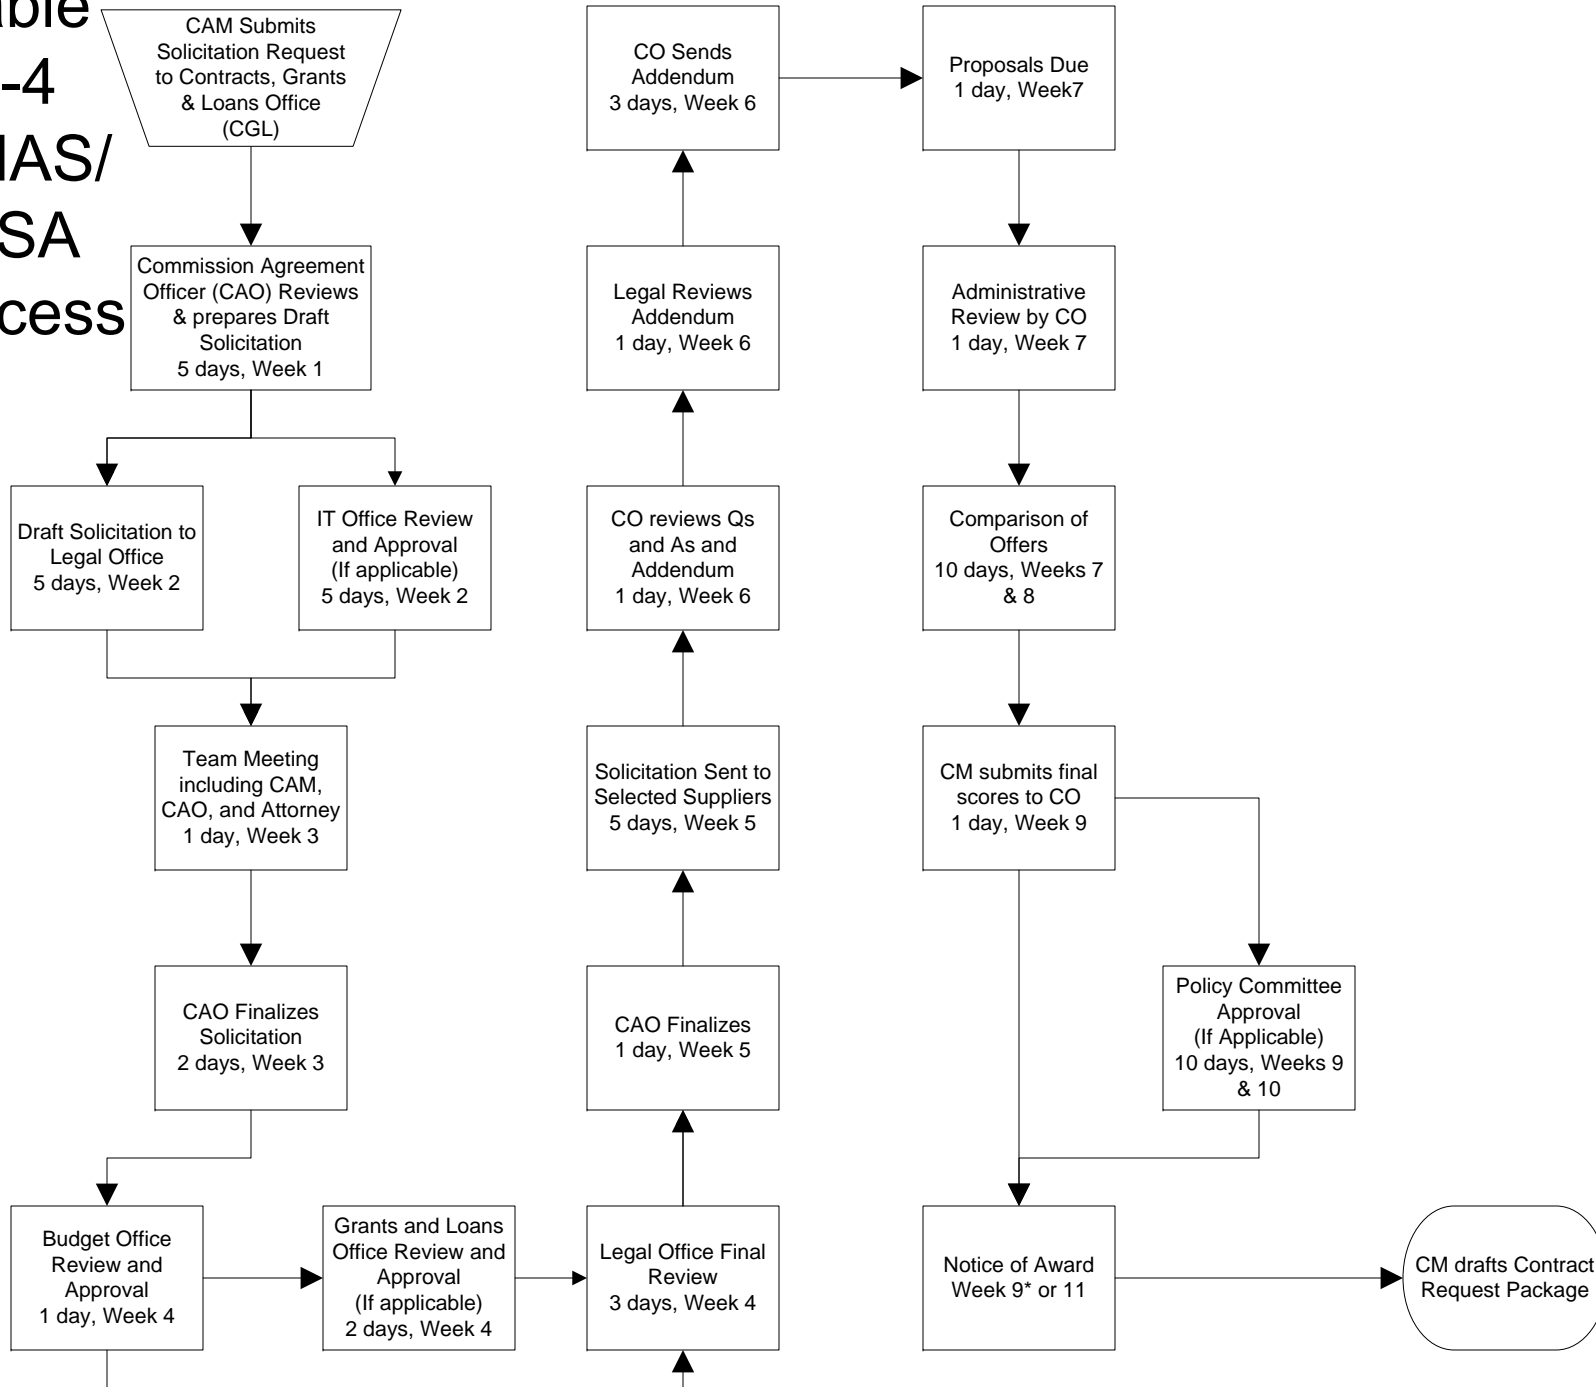 able
-4
MAS/
SA
cess
CAM Submits
Solicitation Request
to Contracts, Grants
& Loans Office
(CGL)
Commission Agreement
Officer (CAO) Reviews
& prepares Draft
Solicitation
5 days, Week 1
Draft Solicitation to
Legal Office
5 days, Week 2
IT Office Review
and Approval
(If applicable)
5 days, Week 2
Team Meeting
including CAM,
CAO, and Attorney
1 day, Week 3
CAO Finalizes
Solicitation
2 days, Week 3
Budget Office
Review and
Approval
1 day, Week 4
Grants and Loans
Office Review and
Approval
(If applicable)
2 days, Week 4
Legal Office Final
Review
3 days, Week 4
CAO Finalizes
1 day, Week 5
Solicitation Sent to
Selected Suppliers
5 days, Week 5
CO reviews Qs
and As and
Addendum
1 day, Week 6
Legal Reviews
Addendum
1 day, Week 6
CO Sends
Addendum
3 days, Week 6
Proposals Due
1 day, Week7
Administrative
Review by CO
1 day, Week 7
Comparison of
Offers
10 days, Weeks 7
& 8
CM submits final
scores to CO
1 day, Week 9
Policy Committee
Approval
(If Applicable)
10 days, Weeks 9
& 10
Notice of Award
Week 9* or 11
CM drafts Contract
Request Package